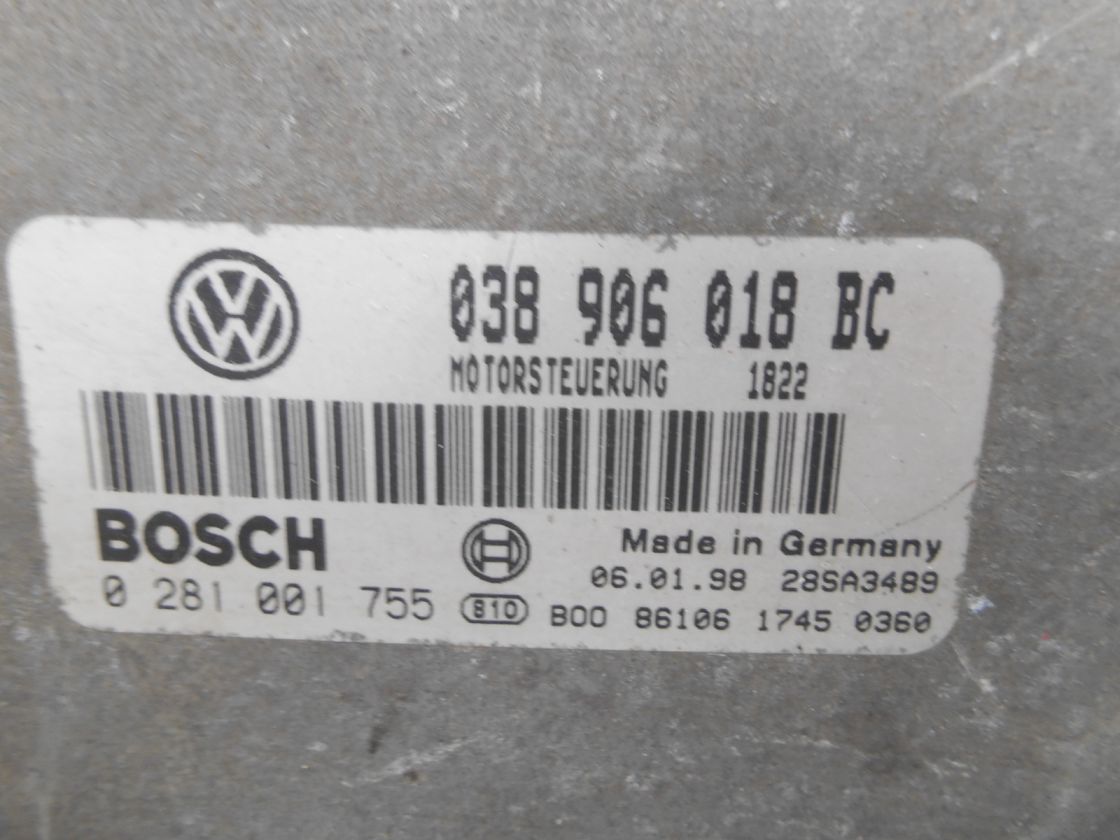 038 906 018 BC
MOTORSTEUERUNG 1822
BOSCH
Made in Germany
06.01.98 28SA3489
0 281 001 755 810 B00 86106 1745 0360